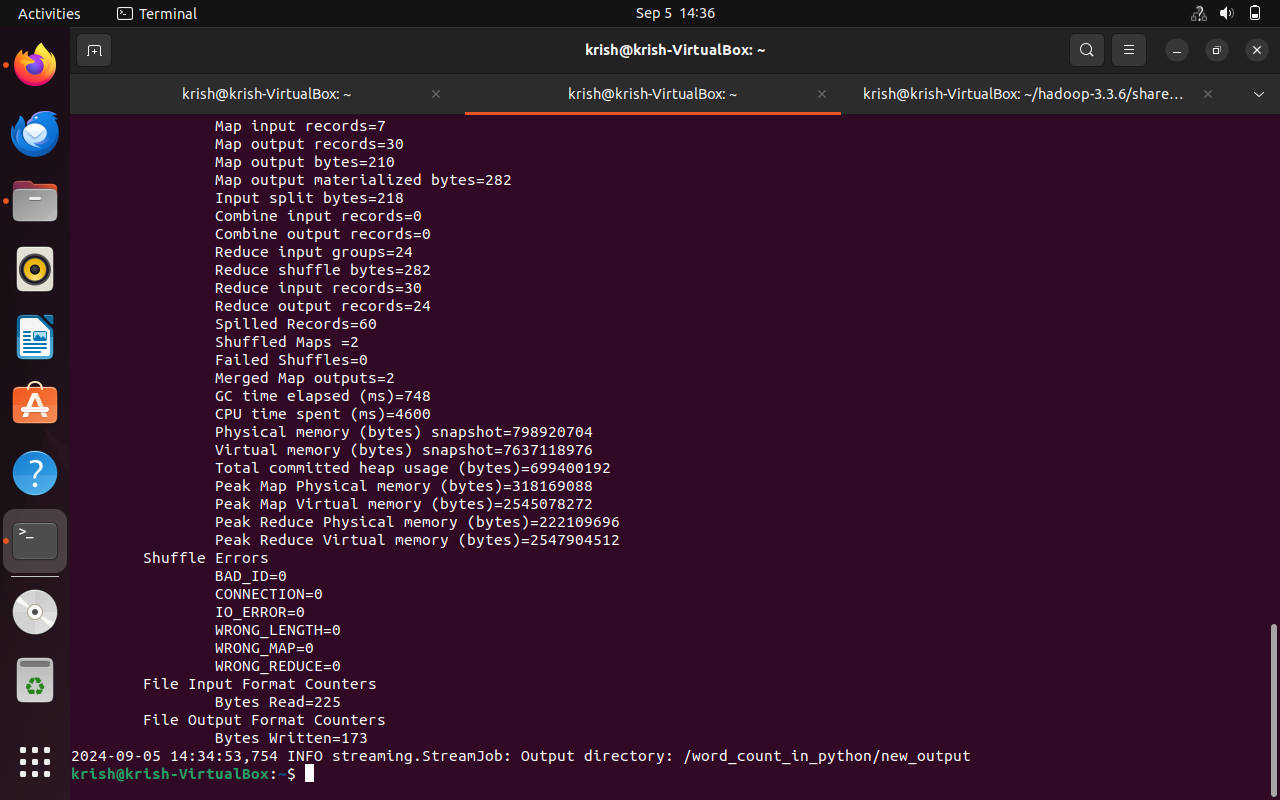 Activities
Terminal
Sep 5 14:36
krish@krish-VirtualBox: ~
krish@krish-VirtualBox: ~
krish@krish-VirtualBox: ~
krish@krish-VirtualBox: ~/hadoop-3.3.6/share...
Map input records=7
Map output records=30
Map output bytes=210
Map output materialized bytes=282
Input split bytes=218
Combine input records=0
Combine output records=0
Reduce input groups=24
Reduce shuffle bytes=282
Reduce input records=30
Reduce output records=24
Spilled Records=60
Shuffled Maps =2
Failed Shuffles=0
Merged Map outputs=2
GC time elapsed (ms)=748
CPU time spent (ms)=4600
Physical memory (bytes) snapshot=798920704
Virtual memory (bytes) snapshot=7637118976
Total committed heap usage (bytes)=699400192
Peak Map Physical memory (bytes)=318169088
Peak Map Virtual memory (bytes)=2545078272
Peak Reduce Physical memory (bytes)=222109696
Peak Reduce Virtual memory (bytes)=2547904512
Shuffle Errors
BAD_ID=0
CONNECTION=0
IO_ERROR=0
WRONG_LENGTH=0
WRONG_MAP=0
WRONG_REDUCE=0
File Input Format Counters
Bytes Read=225
File Output Format Counters
Bytes Written=173
2024-09-05 14:34:53,754 INFO streaming.StreamJob: Output directory: /word_count_in_python/new_output
krish@krish-VirtualBox:~$